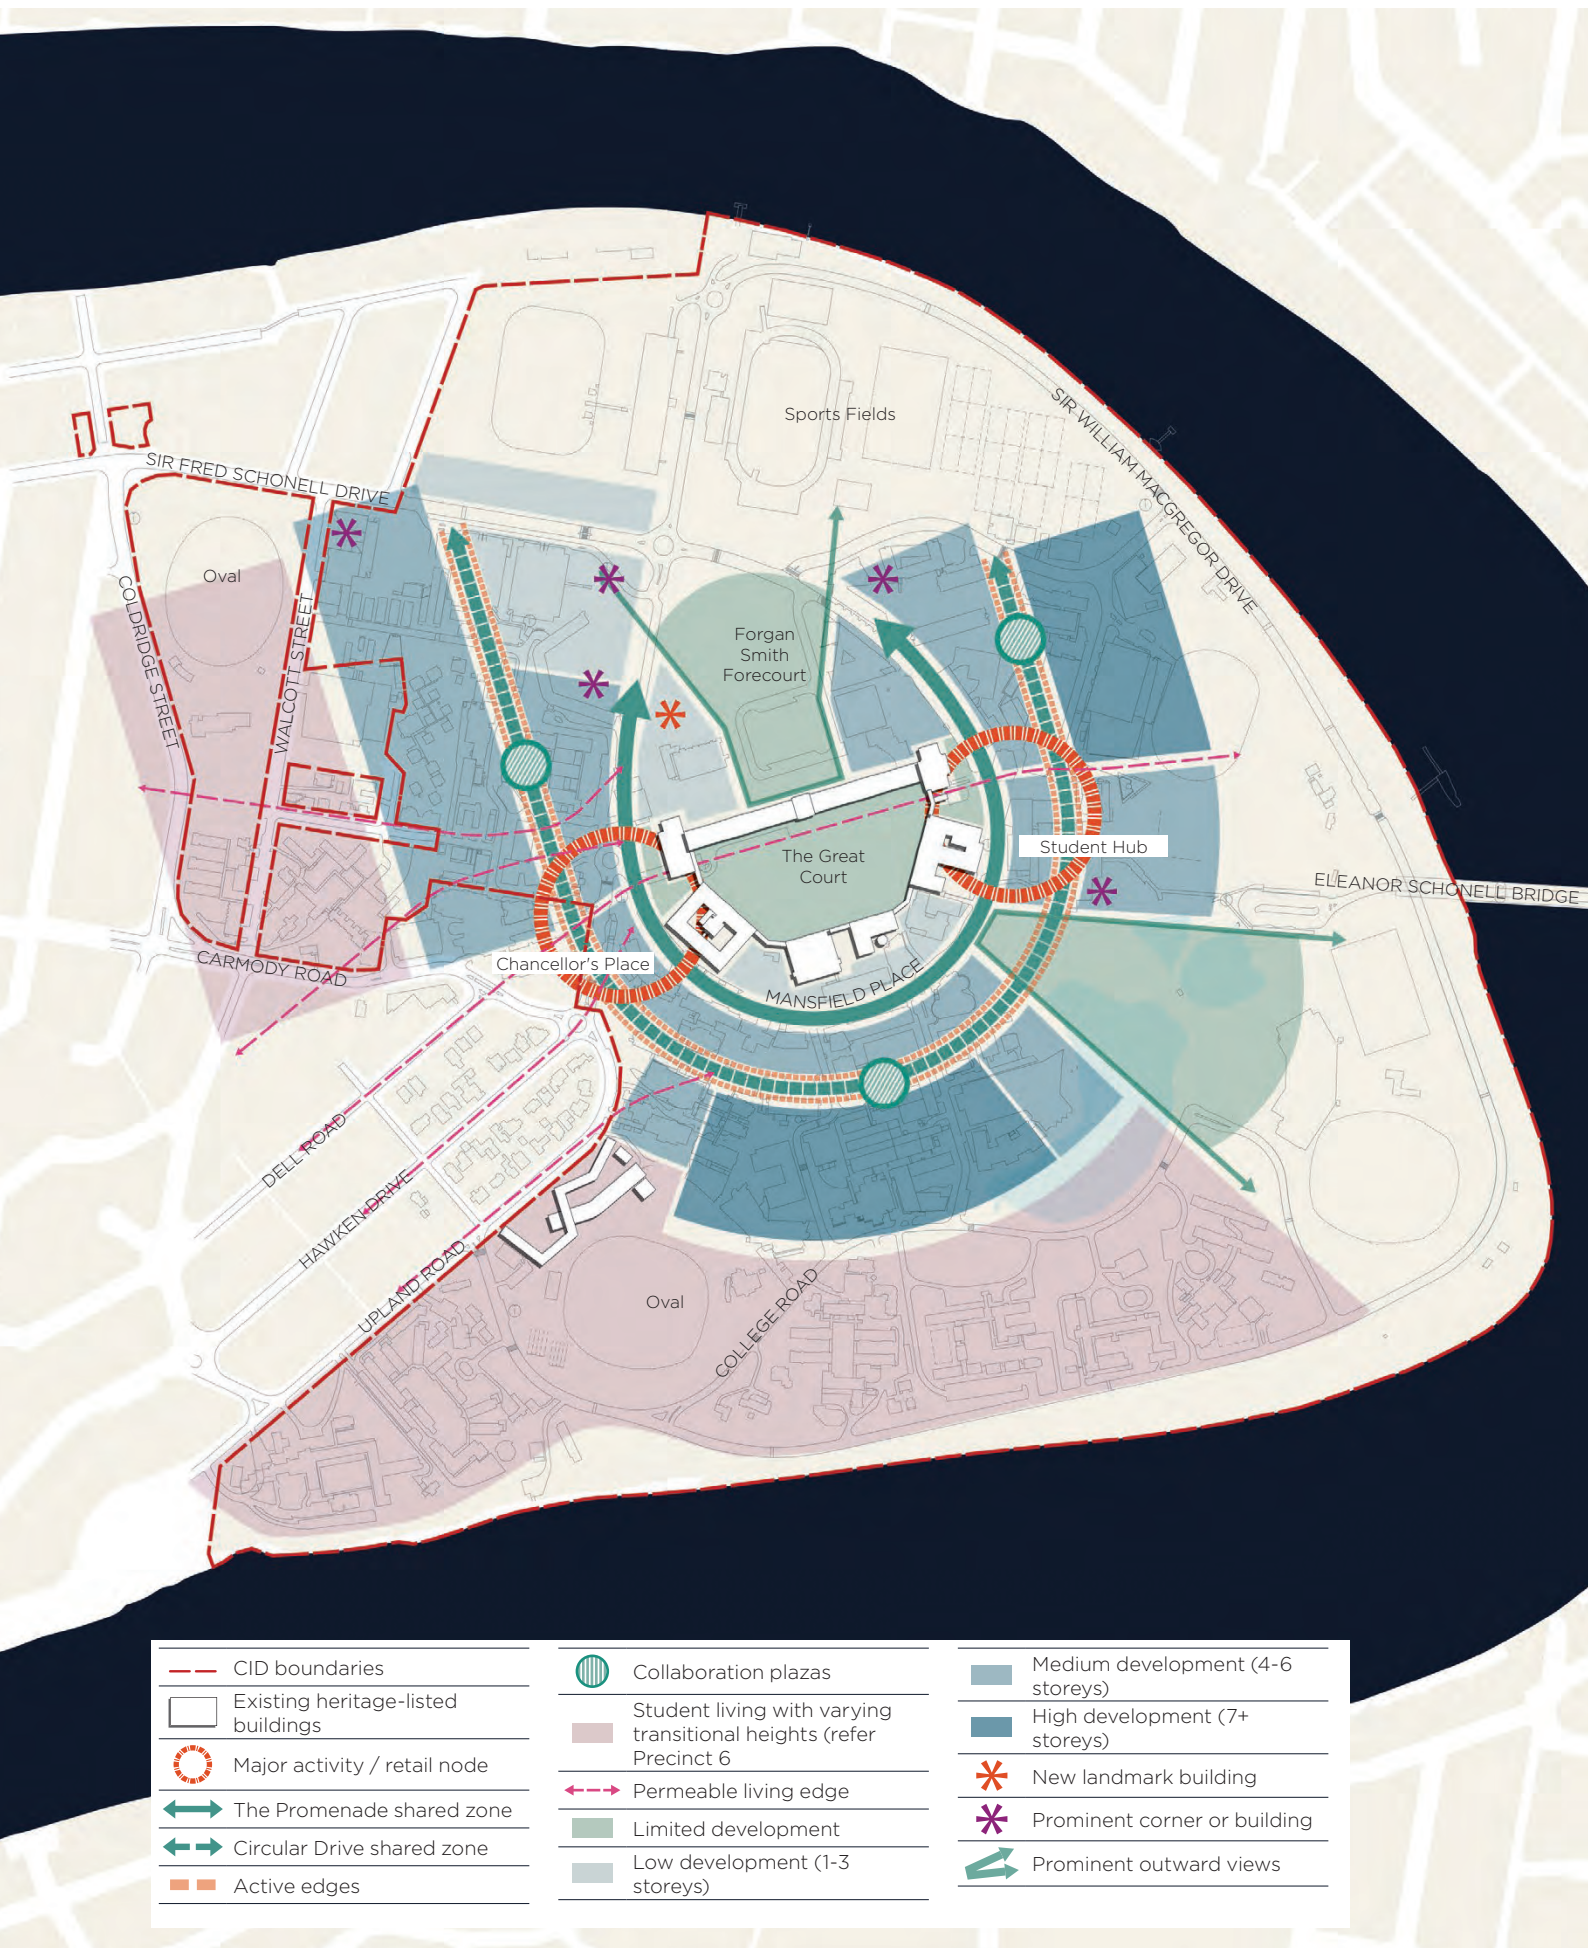 Sports Fields
SIR WILLIAM MACGREGOR DRIVE
SIR FRED SCHONELL DRIVE
Oval
COLDRIDGE STREET
WALCOTT STREET
Forgan
Smith
Forecourt
The Great
Court
Student Hub
ELEANOR SCHONELL BRIDGE
CARMODY ROAD
Chancellor's Place
MANSFIELD PLACE
DELL ROAD
HAWKEN DRIVE
UPLAND ROAD
Oval
COLLEGE ROAD
CID boundaries
Existing heritage-listed
buildings
Major activity / retail node
The Promenade shared zone
Circular Drive shared zone
Active edges
Collaboration plazas
Student living with varying
transitional heights (refer
Precinct 6
Permeable living edge
Limited development
Low development (1-3
storeys)
Medium development (4-6
storeys)
High development (7+
storeys)
New landmark building
Prominent corner or building
Prominent outward views